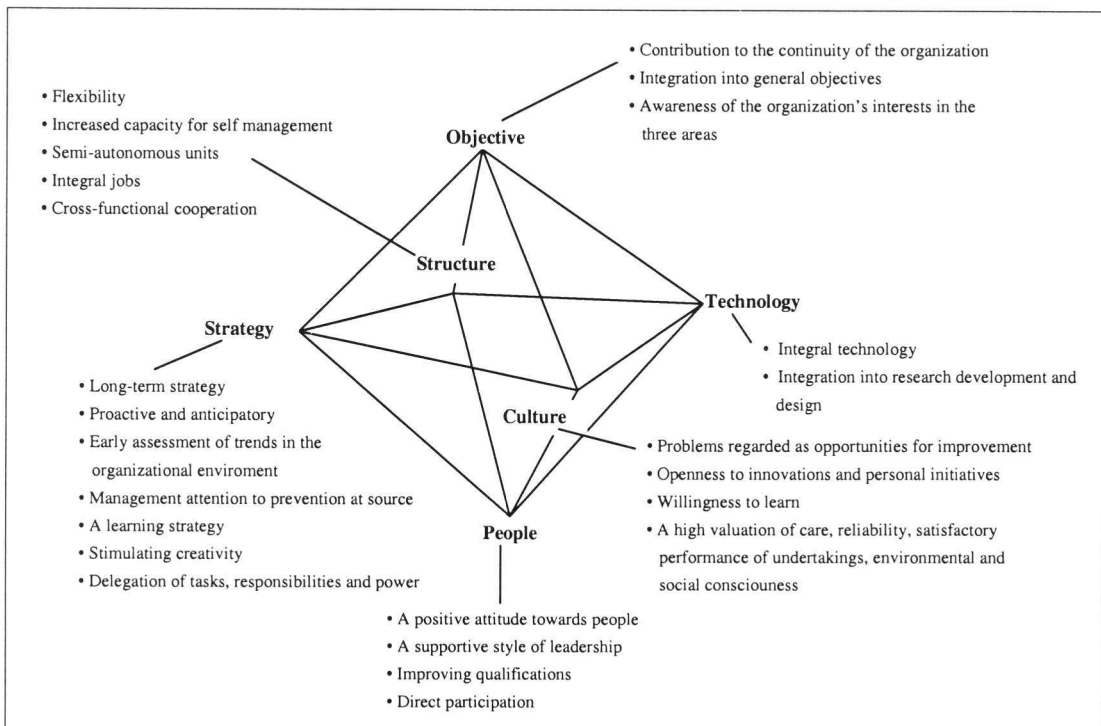 • Contribution to the continuity of the organization
• Integration into general objectives
• Awareness of the organization's interests in the
three areas
Objective
• Flexibility
• Increased capacity for self management
• Semi-autonomous units
• Integral jobs
• Cross-functional cooperation
Structure
Technology
• Integral technology
• Integration into research development and
design
Strategy
• Long-term strategy
• Proactive and anticipatory
• Early assessment of trends in the
organizational enviroment
• Management attention to prevention at source
• A learning strategy
• Stimulating creativity
• Delegation of tasks, responsibilities and power
Culture
• Problems regarded as opportunities for improvement
• Openness to innovations and personal initiatives
• Willingness to learn
• A high valuation of care, reliability, satisfactory
performance of undertakings, environmental and
social consciouness
People
• A positive attitude towards people
• A supportive style of leadership
• Improving qualifications
• Direct participation